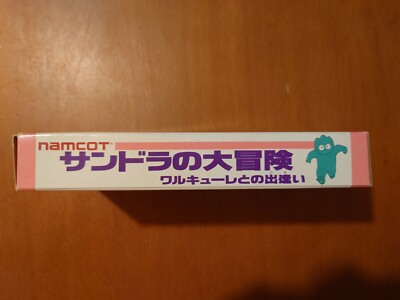 namcot
サンドラの大冒険
ワルキューレとの出逢い